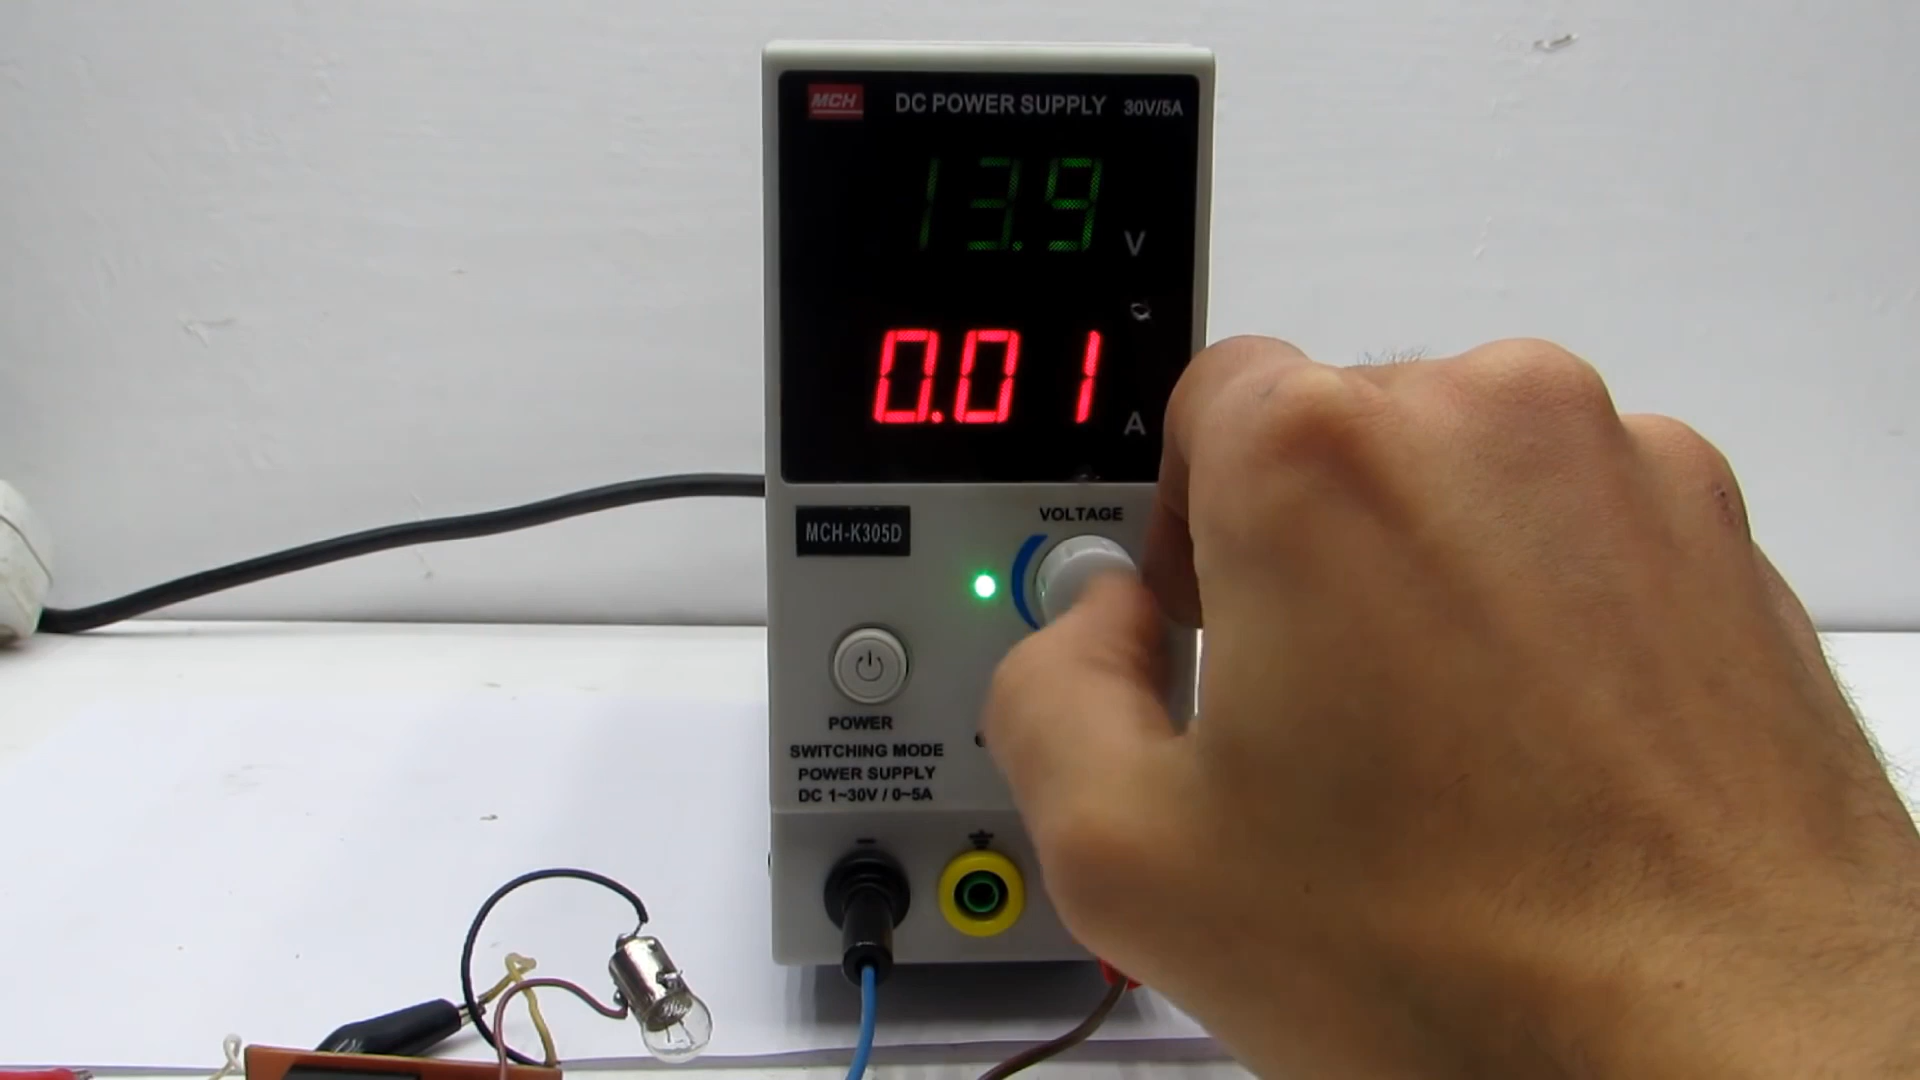 MCH DC POWER SUPPLY 30V/5A
13.9 V
0.01 A
VOLTAGE
MCH-K305D
POWER
SWITCHING MODE
POWER SUPPLY
DC 1~30V / 0~5A